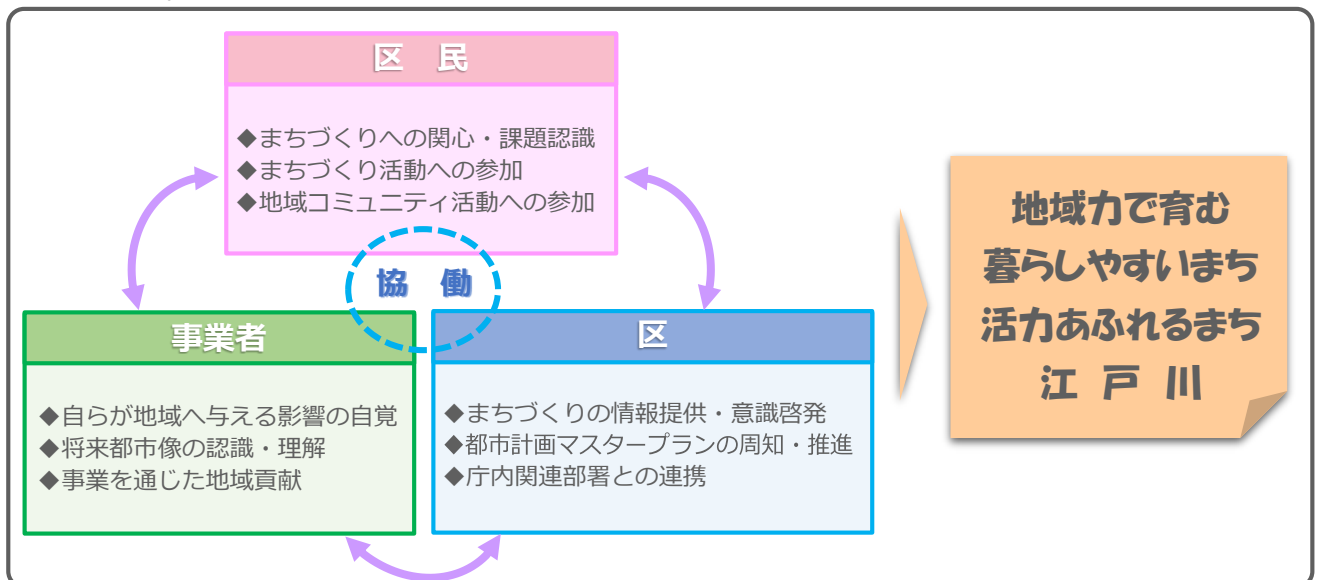 区 民
◆まちづくりへの関心・課題認識
◆まちづくり活動への参加
◆地域コミュニティ活動への参加
協 働
事業者
◆自らが地域へ与える影響の自覚
◆将来都市像の認識・理解
◆事業を通じた地域貢献
区
◆まちづくりの情報提供・意識啓発
◆都市計画マスタープランの周知・推進
◆庁内関連部署との連携
地域力で育む
暮らしやすいまち
活力あふれるまち
江 戸 川